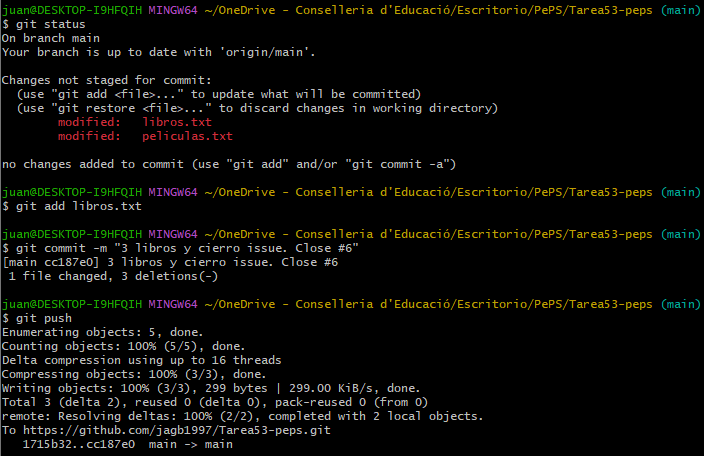 juan@DESKTOP-I9HFQIH MINGW64 ~/OneDrive - Conselleria d'Educació/Escritorio/PePS/Tarea53-peps (main)
$ git status
On branch main
Your branch is up to date with 'origin/main'.

Changes not staged for commit:
  (use "git add <file>..." to update what will be committed)
  (use "git restore <file>..." to discard changes in working directory)
        modified:   libros.txt
        modified:   peliculas.txt

no changes added to commit (use "git add" and/or "git commit -a")

juan@DESKTOP-I9HFQIH MINGW64 ~/OneDrive - Conselleria d'Educació/Escritorio/PePS/Tarea53-peps (main)
$ git add libros.txt

juan@DESKTOP-I9HFQIH MINGW64 ~/OneDrive - Conselleria d'Educació/Escritorio/PePS/Tarea53-peps (main)
$ git commit -m "3 libros y cierro issue. Close #6"
[main cc187e0] 3 libros y cierro issue. Close #6
 1 file changed, 3 deletions(-)

juan@DESKTOP-I9HFQIH MINGW64 ~/OneDrive - Conselleria d'Educació/Escritorio/PePS/Tarea53-peps (main)
$ git push
Enumerating objects: 5, done.
Counting objects: 100% (5/5), done.
Delta compression using up to 16 threads
Compressing objects: 100% (3/3), done.
Writing objects: 100% (3/3), 299 bytes | 299.00 KiB/s, done.
Total 3 (delta 2), reused 0 (delta 0), pack-reused 0 (from 0)
remote: Resolving deltas: 100% (2/2), completed with 2 local objects.
To https://github.com/jagb1997/Tarea53-peps.git
   1715b32..cc187e0  main -> main